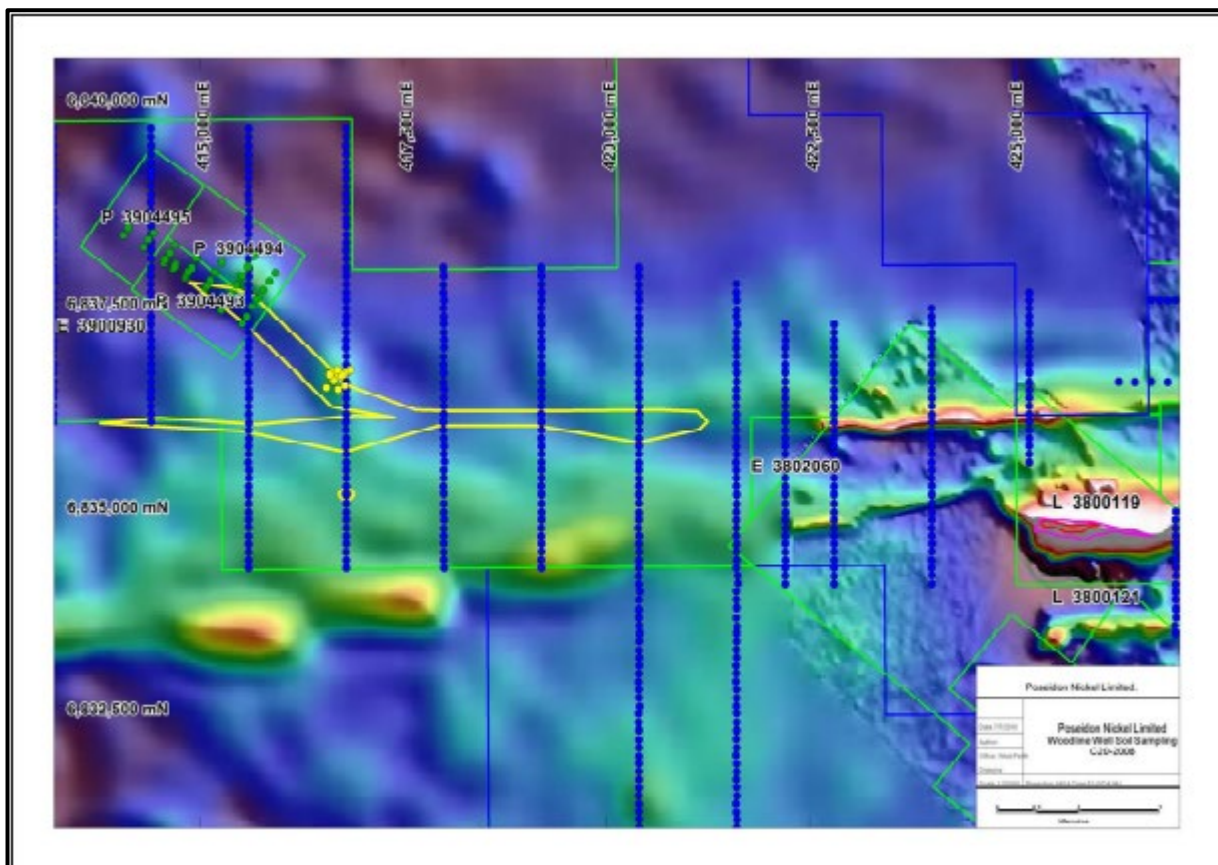 6,840,000 mN
415,000 mE
417,500 mE
420,000 mE
422,500 mE
425,000 mE
P 3904495
P 3904494
6,837,500 mN
P 3904493
E 3900930
E 3802060
6,835,000 mN
L 3800119
L 3800121
6,832,500 mN
Poseidon Nickel Limited.
Poseidon Nickel Limited
Woodline Well Soil Sampling